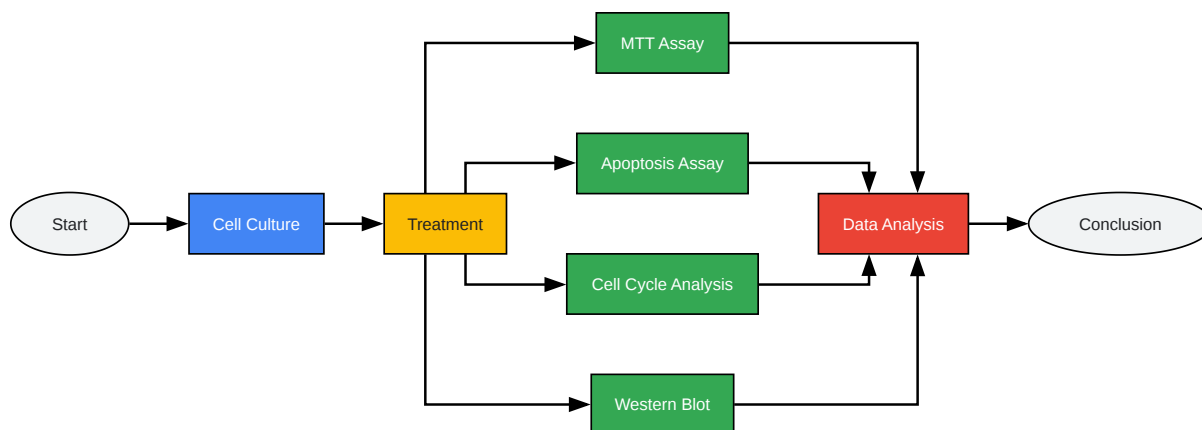 Start
Cell Culture
Treatment
MTT Assay
Apoptosis Assay
Cell Cycle Analysis
Western Blot
Data Analysis
Conclusion